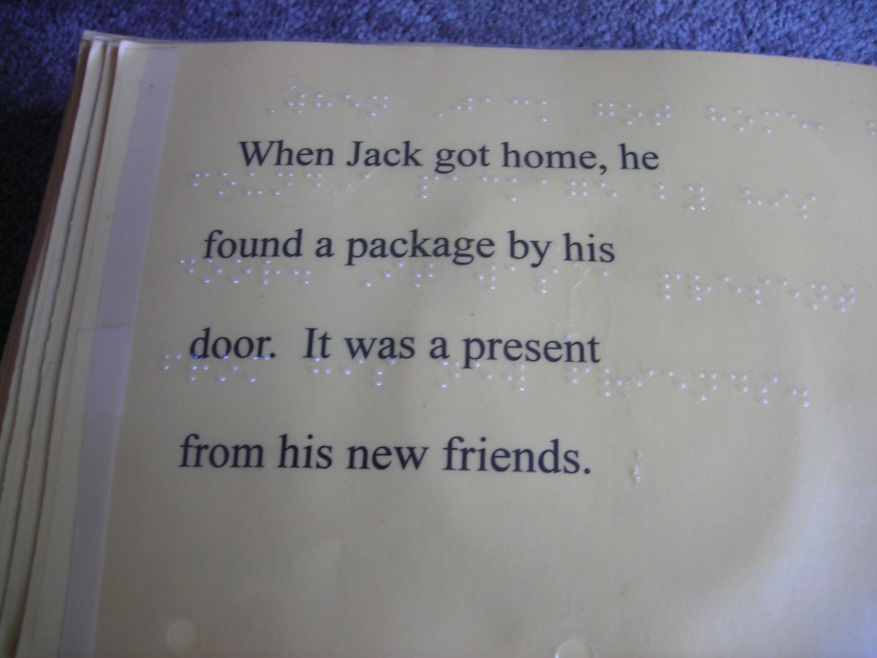 When Jack got home, he
found a package by his
door. It was a present
from his new friends.